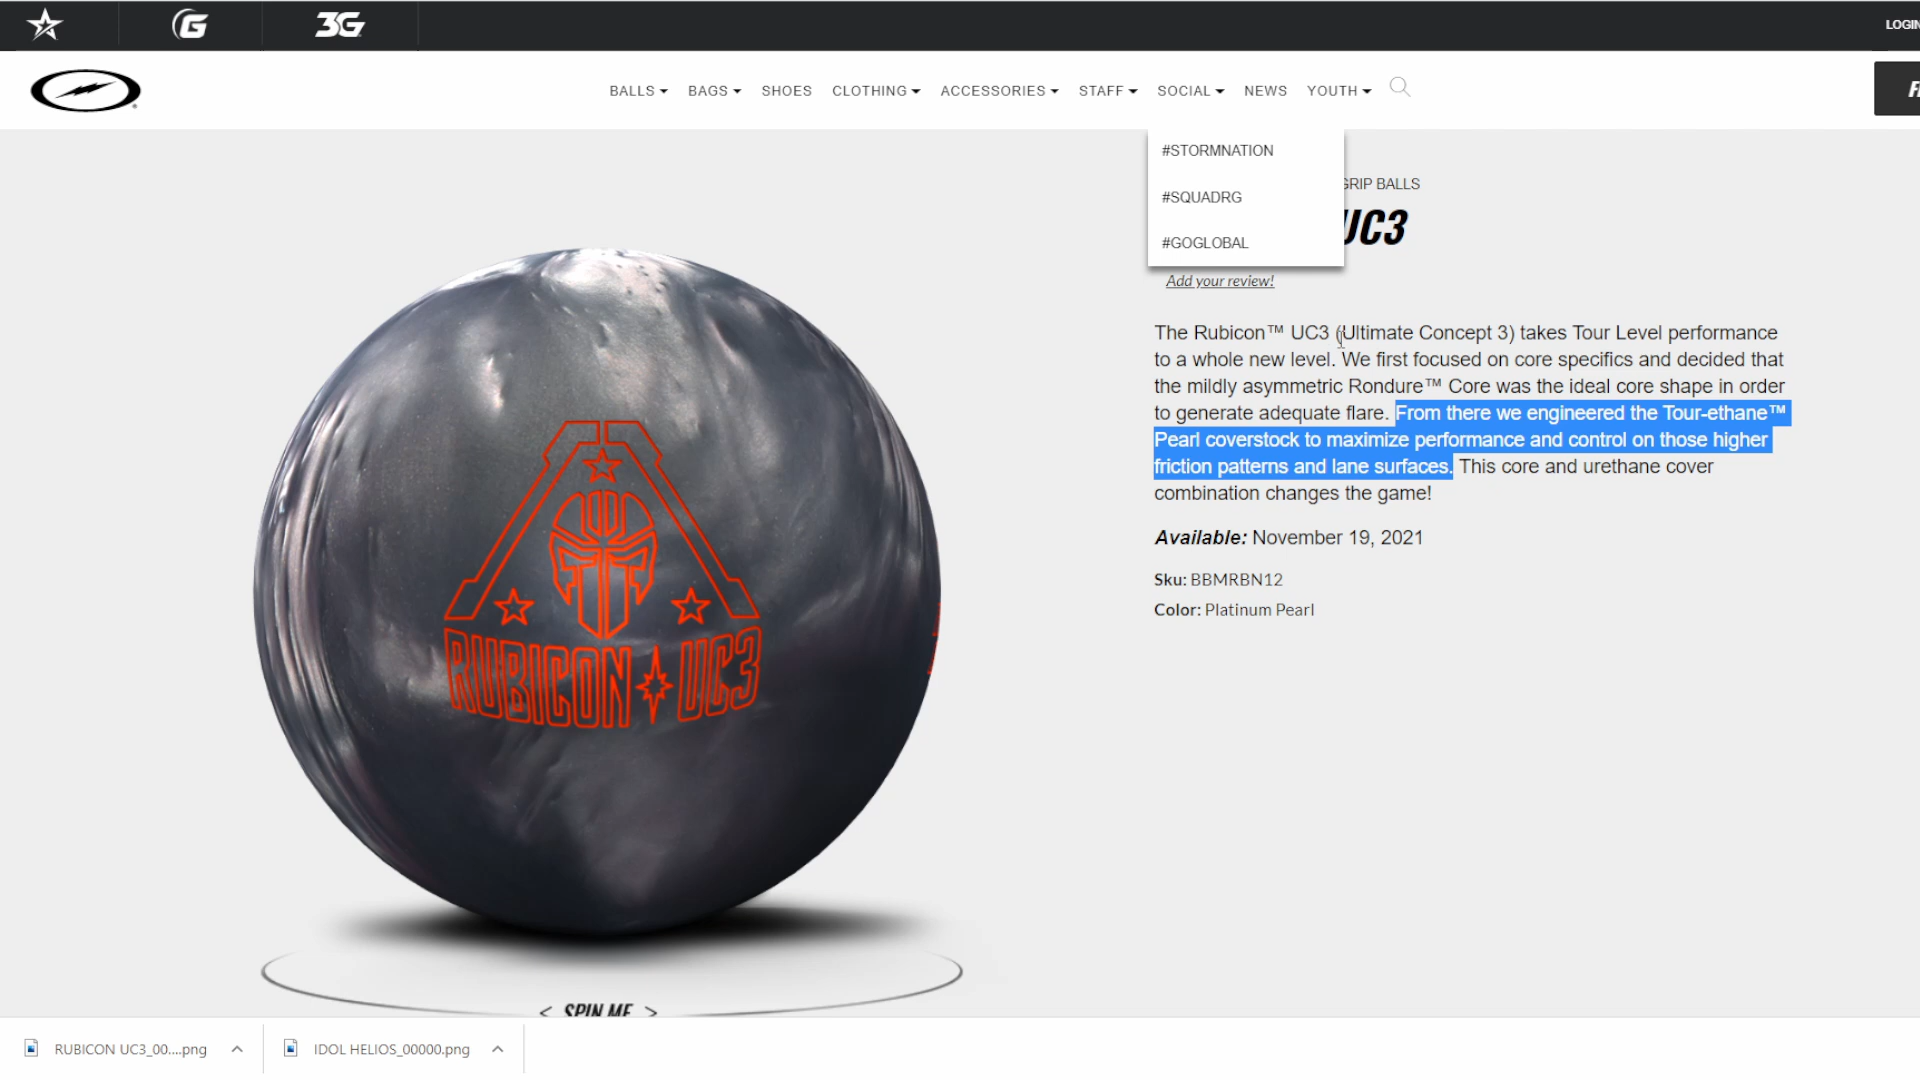 G
3G
LOGIN
BALLS
BAGS
SHOES
CLOTHING
ACCESSORIES
STAFF
SOCIAL
NEWS
YOUTH
#STORMNATION
#SQUADRG
#GOGLOBAL
GRIP BALLS
UC3
Add your review!
The Rubicon™ UC3 (Ultimate Concept 3) takes Tour Level performance
to a whole new level. We first focused on core specifics and decided that
the mildly asymmetric Rondure™ Core was the ideal core shape in order
to generate adequate flare. From there we engineered the Tour-ethane™
Pearl coverstock to maximize performance and control on those higher
friction patterns and lane surfaces. This core and urethane cover
combination changes the game!
Available: November 19, 2021
Sku: BBMRBN12
Color: Platinum Pearl
RUBICON UC3
< SPIN ME >
RUBICON UC3_00....png
IDOL HELIOS_00000.png